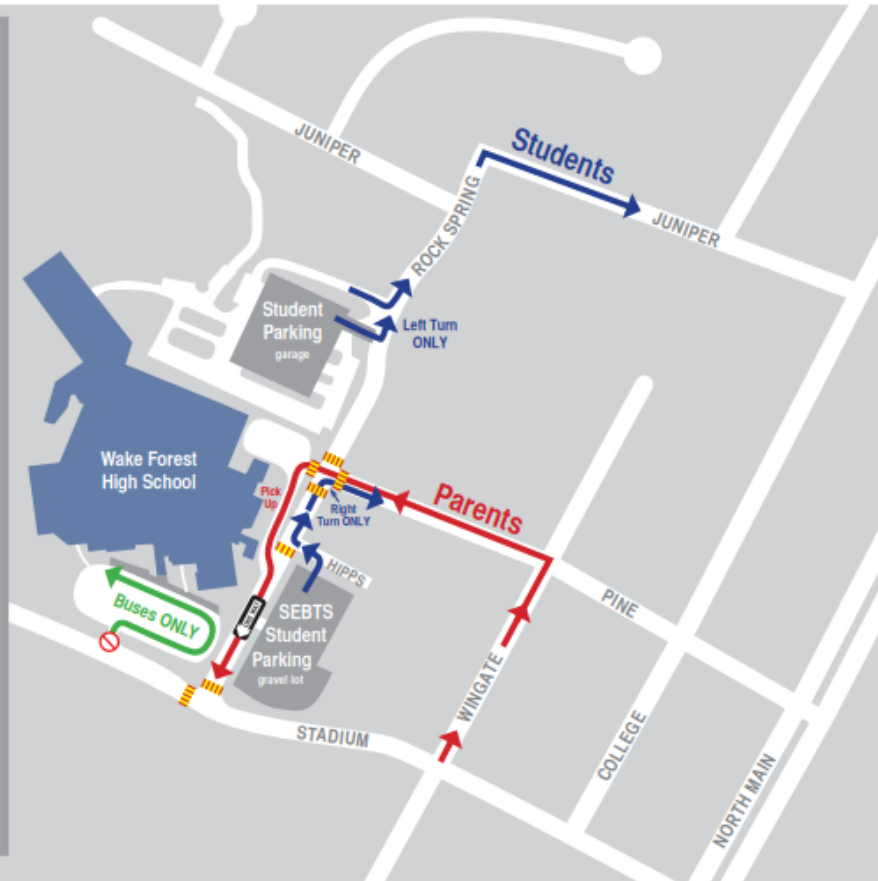 JUNIPER
Students
JUNIPER
ROCK SPRING
Student
Parking
garage
Left Turn
ONLY
Wake Forest
High School
Pick
Up
Parents
Right
Turn ONLY
HIPPS
PINE
Buses ONLY
SEBTS
Student
Parking
gravel lot
WINGATE
STADIUM
COLLEGE
NORTH MAIN